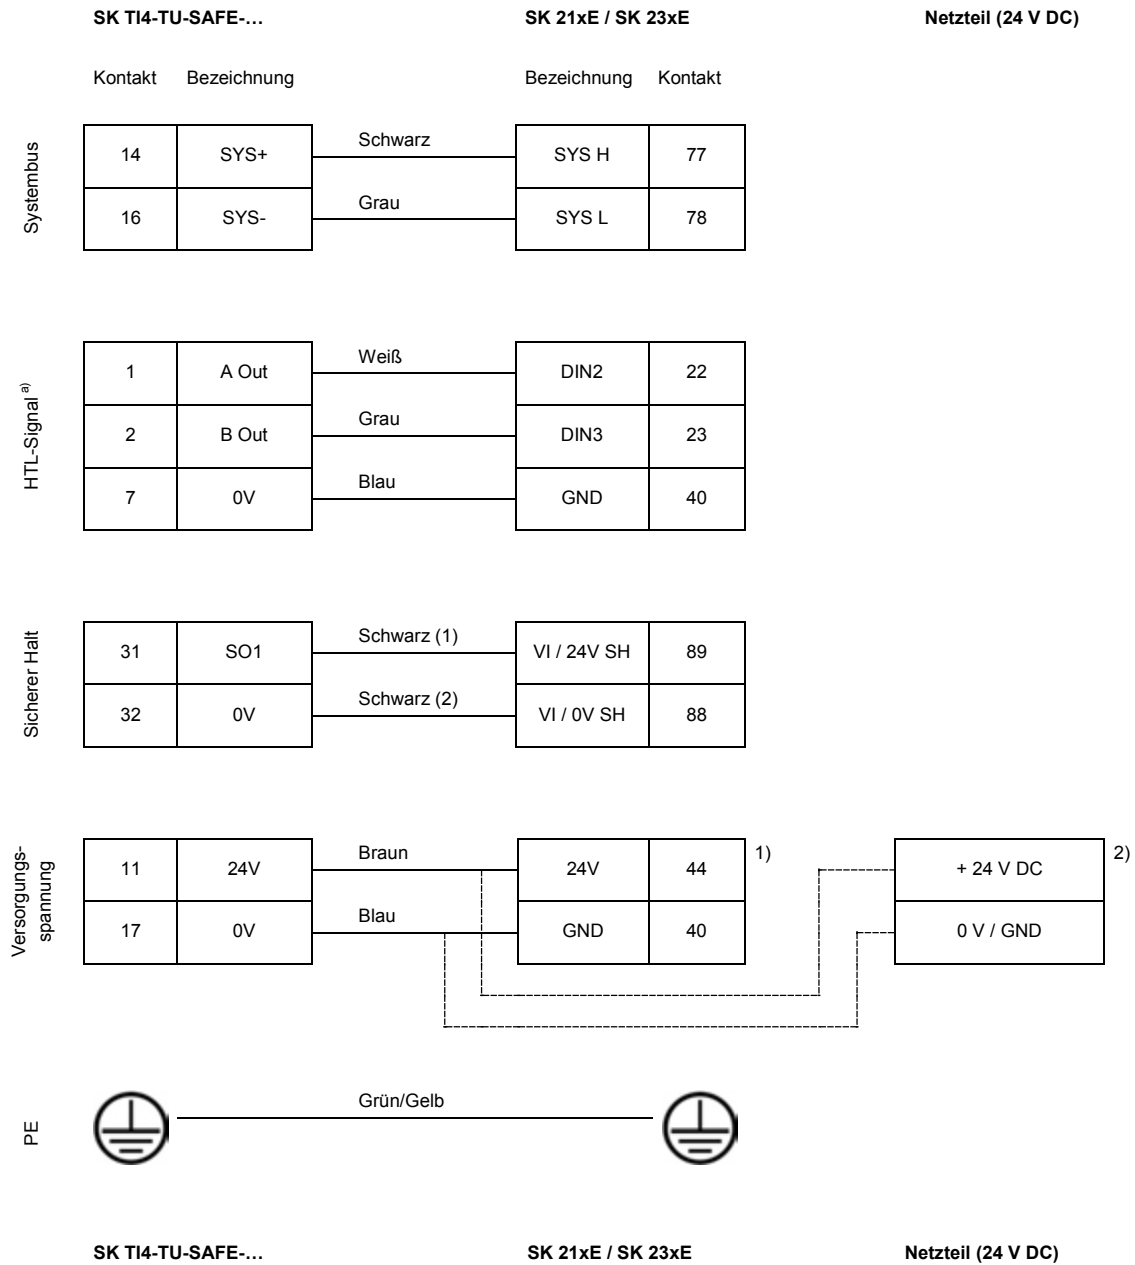 SK TI4-TU-SAFE-… SK 21xE / SK 23xE Netzteil (24 V DC)
Kontakt Bezeichnung Bezeichnung Kontakt
Systembus
14 SYS+ Schwarz SYS H 77
16 SYS- Grau SYS L 78
HTL-Signal a)
1 A Out Weiß DIN2 22
2 B Out Grau DIN3 23
7 0V Blau GND 40
Sicherer Halt
31 SO1 Schwarz (1) VI / 24V SH 89
32 0V Schwarz (2) VI / 0V SH 88
Versorgungs-
spannung
11 24V Braun 24V 44 1) + 24 V DC 2)
17 0V Blau GND 40 0 V / GND
PE
Grün/Gelb
SK TI4-TU-SAFE-… SK 21xE / SK 23xE Netzteil (24 V DC)